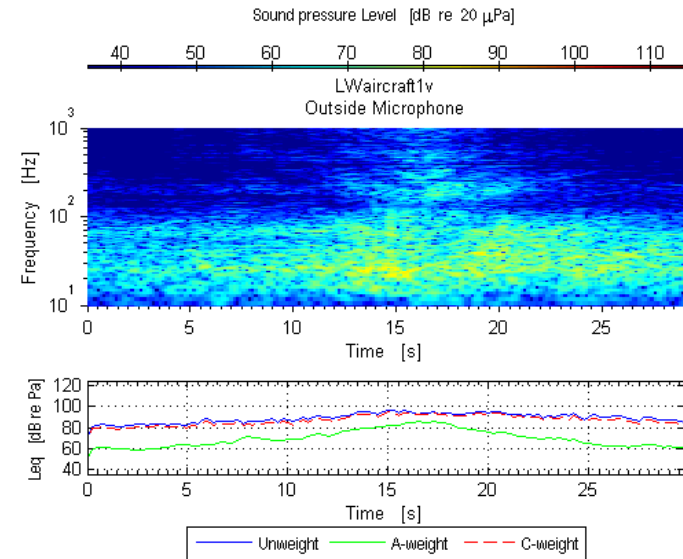 Sound pressure Level [dB re 20 µPa]
40 50 60 70 80 90 100 110
LWaircraft1v
Outside Microphone
Frequency [Hz]
10³
10²
10¹
0 5 10 15 20 25
Time [s]
Leq [dB re Pa]
120
100
80
60
40
0 5 10 15 20 25
Time [s]
Unweight A-weight C-weight